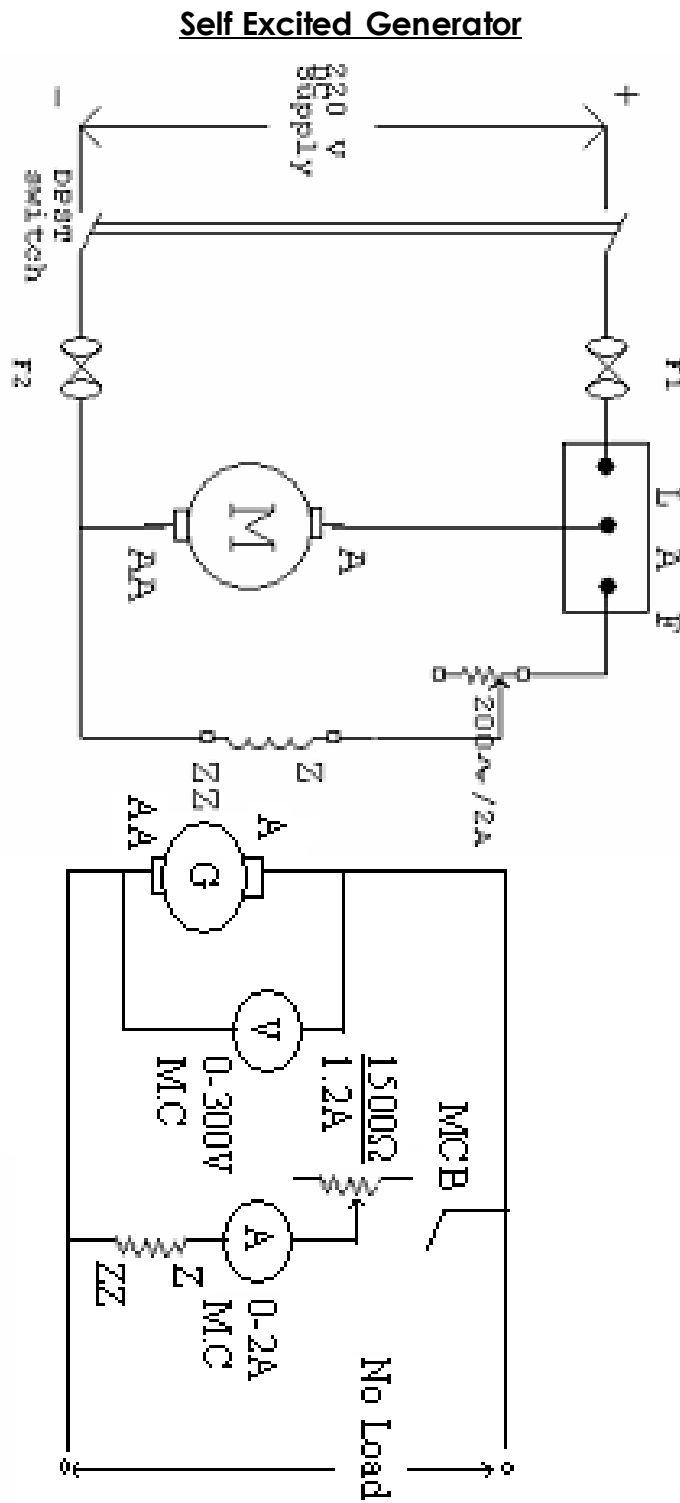 Self Excited Generator
-
+
220 V
DC
Supply
DPST
switch
F2
F1
L A F
M
AA
A
200Ω/2A
ZZ
Z
AA
A
G
V
0-300V
M.C
1500Ω
1.2A
MCB
A
ZZ
Z
0-2A
M.C
No Load